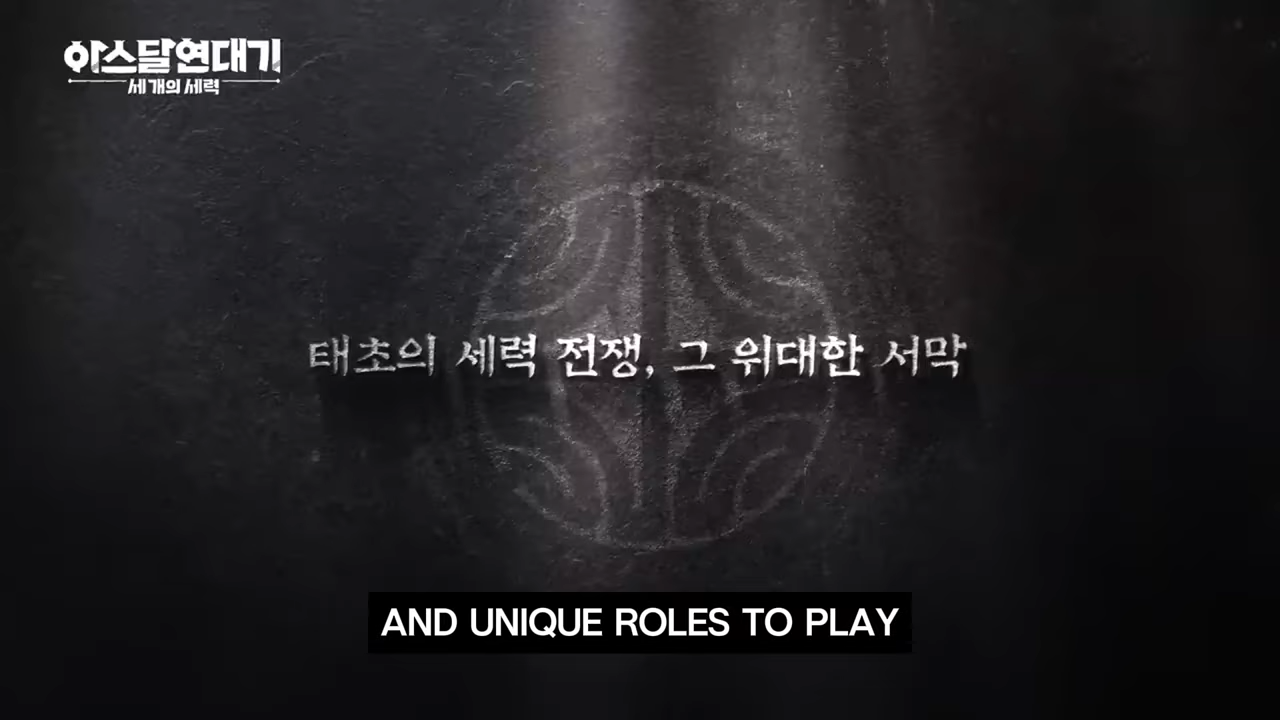 아스달 연대기
세 개의 세력
태초의 세력 전쟁, 그 위대한 서막
AND UNIQUE ROLES TO PLAY